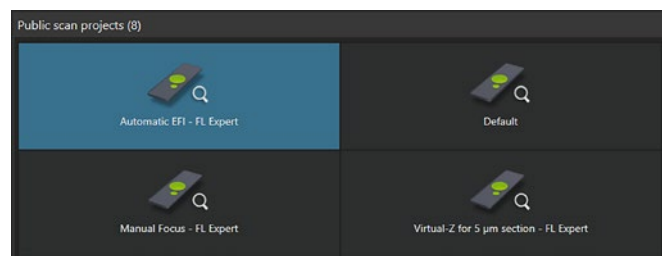 Public scan projects (8)
Automatic EFI - FL Expert
Default
Manual Focus - FL Expert
Virtual-Z for 5 µm section - FL Expert